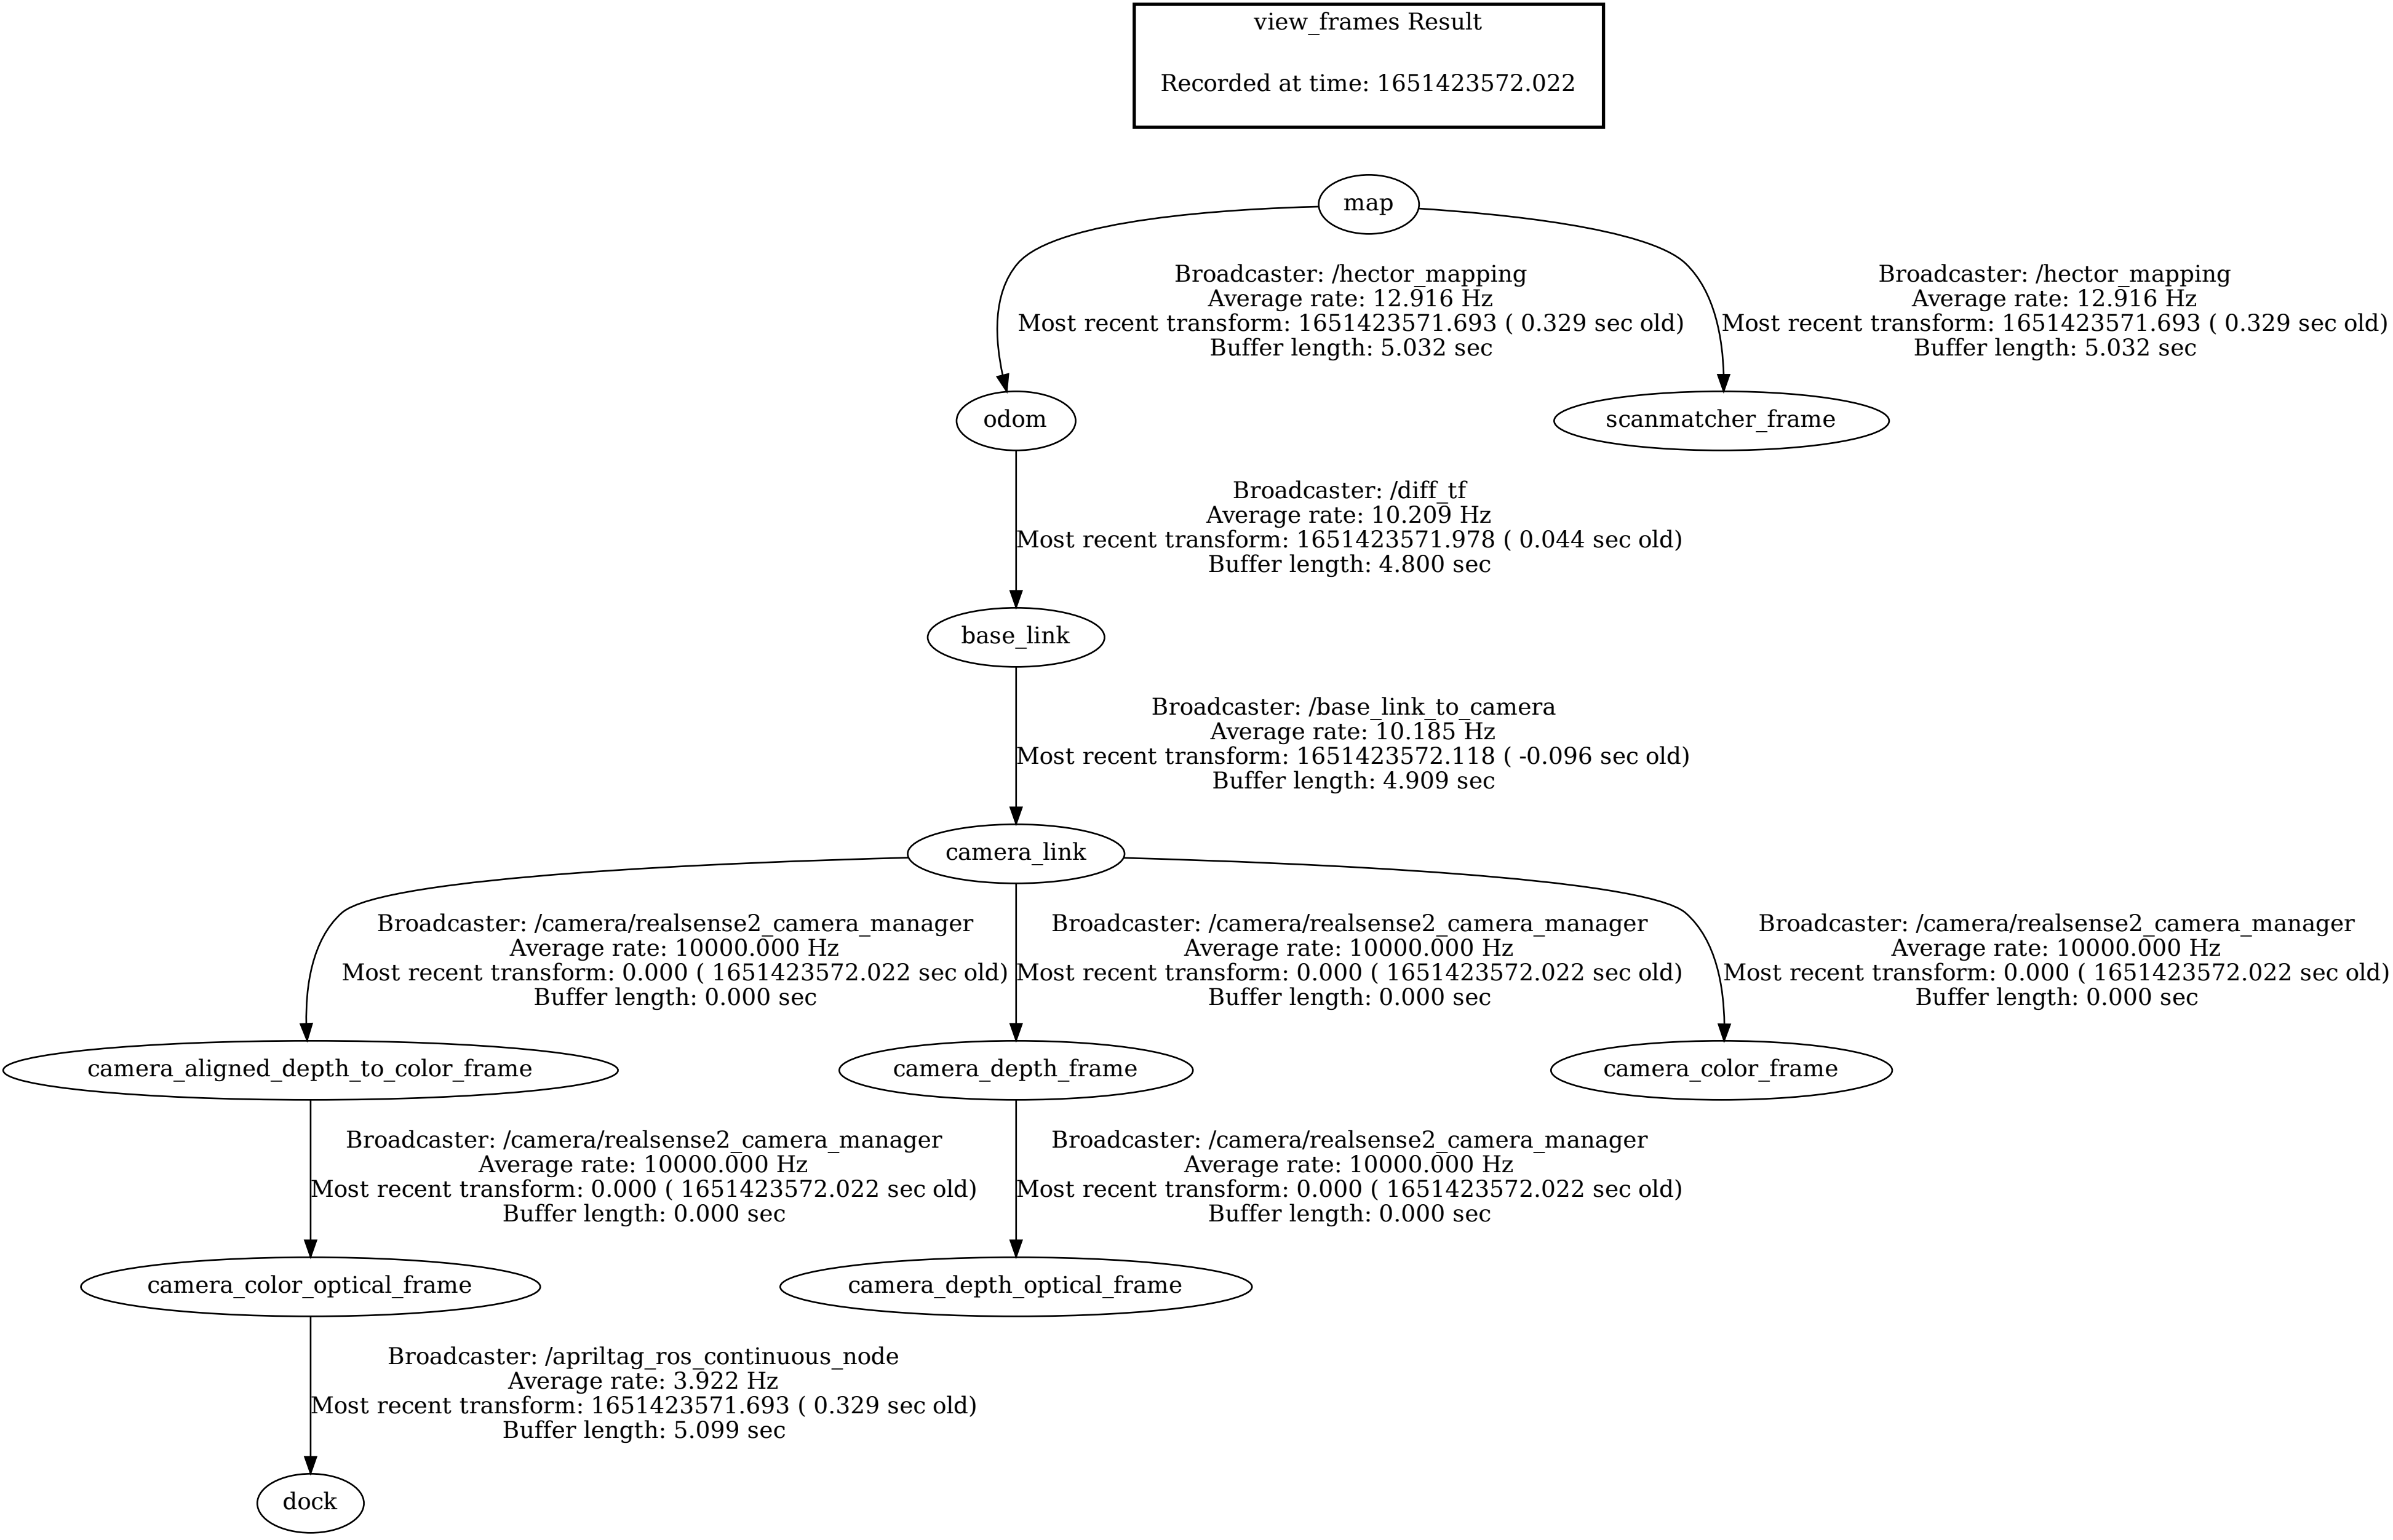 view_frames Result
Recorded at time: 1651423572.022
map
Broadcaster: /hector_mapping
Average rate: 12.916 Hz
Most recent transform: 1651423571.693 ( 0.329 sec old)
Buffer length: 5.032 sec
Broadcaster: /hector_mapping
Average rate: 12.916 Hz
Most recent transform: 1651423571.693 ( 0.329 sec old)
Buffer length: 5.032 sec
odom
scanmatcher_frame
Broadcaster: /diff_tf
Average rate: 10.209 Hz
Most recent transform: 1651423571.978 ( 0.044 sec old)
Buffer length: 4.800 sec
base_link
Broadcaster: /base_link_to_camera
Average rate: 10.185 Hz
Most recent transform: 1651423572.118 ( -0.096 sec old)
Buffer length: 4.909 sec
camera_link
Broadcaster: /camera/realsense2_camera_manager
Average rate: 10000.000 Hz
Most recent transform: 0.000 ( 1651423572.022 sec old)
Buffer length: 0.000 sec
Broadcaster: /camera/realsense2_camera_manager
Average rate: 10000.000 Hz
Most recent transform: 0.000 ( 1651423572.022 sec old)
Buffer length: 0.000 sec
Broadcaster: /camera/realsense2_camera_manager
Average rate: 10000.000 Hz
Most recent transform: 0.000 ( 1651423572.022 sec old)
Buffer length: 0.000 sec
camera_aligned_depth_to_color_frame
camera_depth_frame
camera_color_frame
Broadcaster: /camera/realsense2_camera_manager
Average rate: 10000.000 Hz
Most recent transform: 0.000 ( 1651423572.022 sec old)
Buffer length: 0.000 sec
Broadcaster: /camera/realsense2_camera_manager
Average rate: 10000.000 Hz
Most recent transform: 0.000 ( 1651423572.022 sec old)
Buffer length: 0.000 sec
camera_color_optical_frame
camera_depth_optical_frame
Broadcaster: /apriltag_ros_continuous_node
Average rate: 3.922 Hz
Most recent transform: 1651423571.693 ( 0.329 sec old)
Buffer length: 5.099 sec
dock